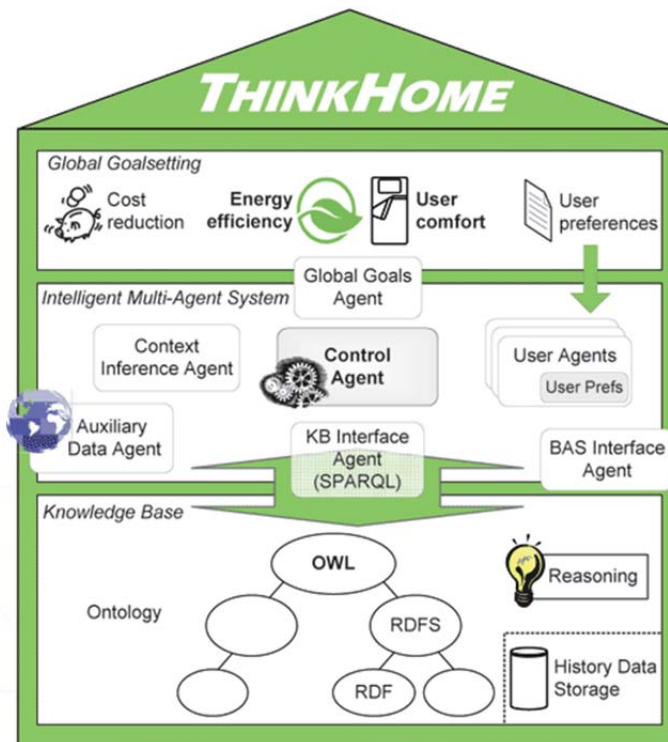 THINKHOME
Global Goalsetting
Cost
reduction
Energy
efficiency
User
comfort
User
preferences
Global Goals
Agent
Intelligent Multi-Agent System
Context
Inference Agent
Control
Agent
User Agents
User Prefs
Auxiliary
Data Agent
KB Interface
Agent
(SPARQL)
BAS Interface
Agent
Knowledge Base
OWL
Reasoning
Ontology
RDFS
RDF
History Data
Storage